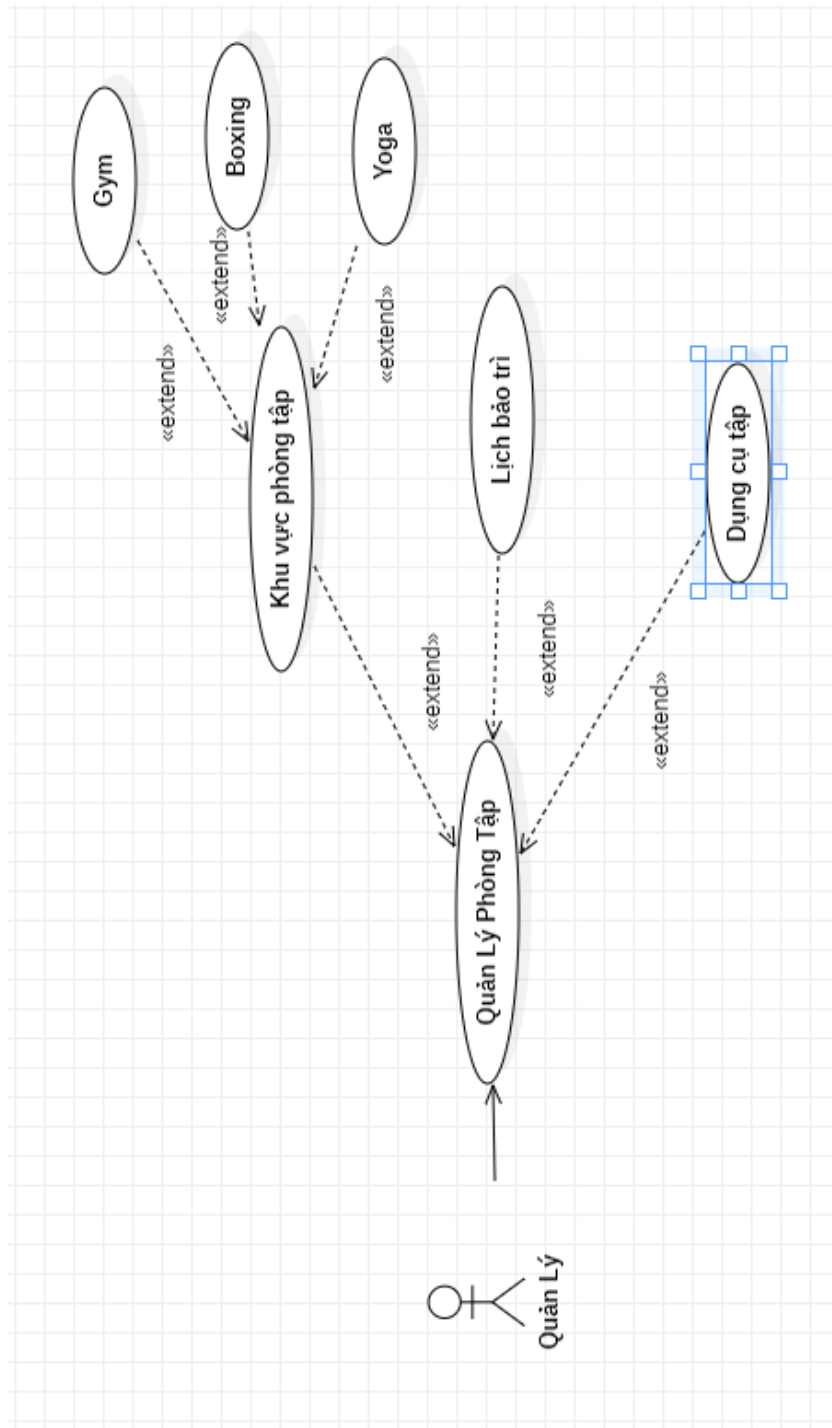 Quản Lý
Quản Lý Phòng Tập
«extend»
«extend»
«extend»
Khu vực phòng tập
Lịch bảo trì
Dụng cụ tập
«extend»
«extend»
«extend»
Gym
Boxing
Yoga